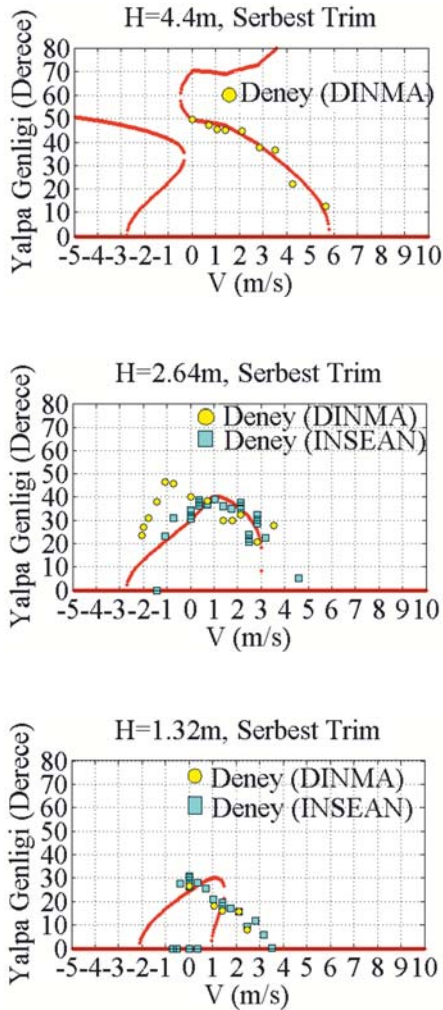 H=4.4m, Serbest Trim
Yalpa Genligi (Derece)
80
70
60
50
40
30
20
10
0
Deney (DINMA)
-5-4-3-2-1 0 1 2 3 4 5 6 7 8 9 10
V (m/s)
H=2.64m, Serbest Trim
Yalpa Genligi (Derece)
80
70
60
50
40
30
20
10
0
Deney (DINMA)
Deney (INSEAN)
-5-4-3-2-1 0 1 2 3 4 5 6 7 8 9 10
V (m/s)
H=1.32m, Serbest Trim
Yalpa Genligi (Derece)
80
70
60
50
40
30
20
10
0
Deney (DINMA)
Deney (INSEAN)
-5-4-3-2-1 0 1 2 3 4 5 6 7 8 9 10
V (m/s)